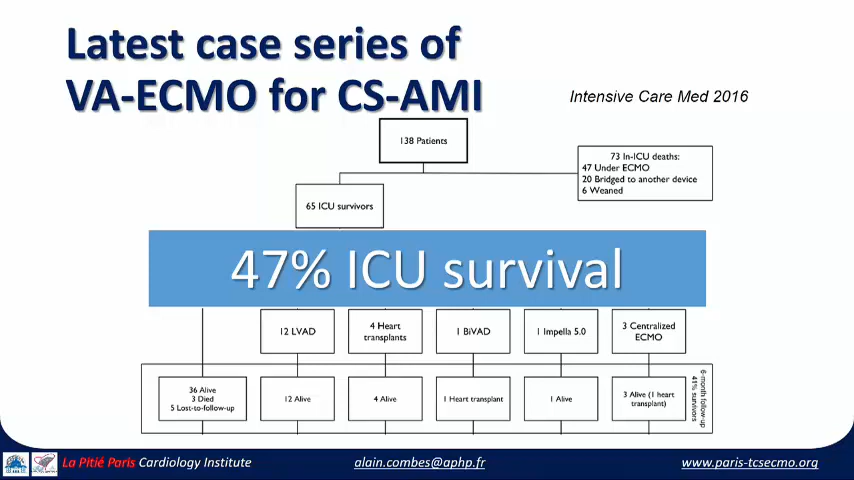 Latest case series of
VA-ECMO for CS-AMI
Intensive Care Med 2016
138 Patients
73 In-ICU deaths:
47 Under ECMO
20 Bridged to another device
6 Weaned
65 ICU survivors
47% ICU survival
12 LVAD
4 Heart
transplants
1 BiVAD
1 Impella 5.0
3 Centralized
ECMO
36 Alive
3 Died
5 Lost-to-follow-up
12 Alive
4 Alive
1 Heart transplant
1 Alive
3 Alive (1 heart
transplant)
6-month follow-up
41% survivors
La Pitié Paris Cardiology Institute
alain.combes@aphp.fr
www.paris-tcsecmo.org